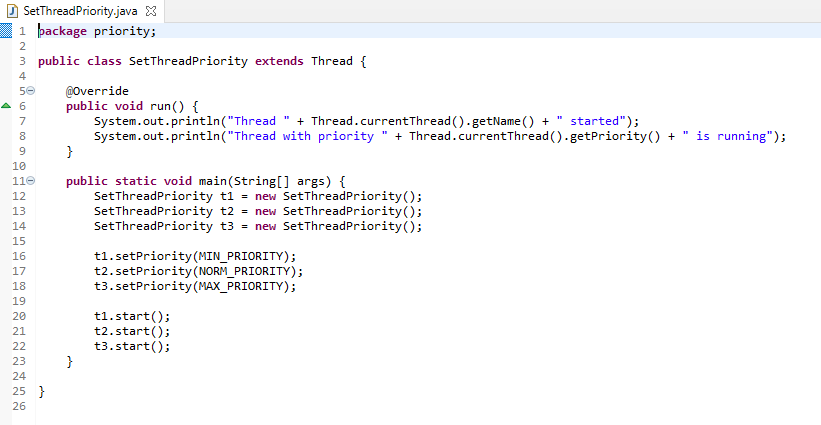 SetThreadPriority.java
1 package priority;
2
3 public class SetThreadPriority extends Thread {
4
5 @Override
6 public void run() {
7 System.out.println("Thread " + Thread.currentThread().getName() + " started");
8 System.out.println("Thread with priority " + Thread.currentThread().getPriority() + " is running");
9 }
10
11 public static void main(String[] args) {
12 SetThreadPriority t1 = new SetThreadPriority();
13 SetThreadPriority t2 = new SetThreadPriority();
14 SetThreadPriority t3 = new SetThreadPriority();
15
16 t1.setPriority(MIN_PRIORITY);
17 t2.setPriority(NORM_PRIORITY);
18 t3.setPriority(MAX_PRIORITY);
19
20 t1.start();
21 t2.start();
22 t3.start();
23 }
24
25 }
26